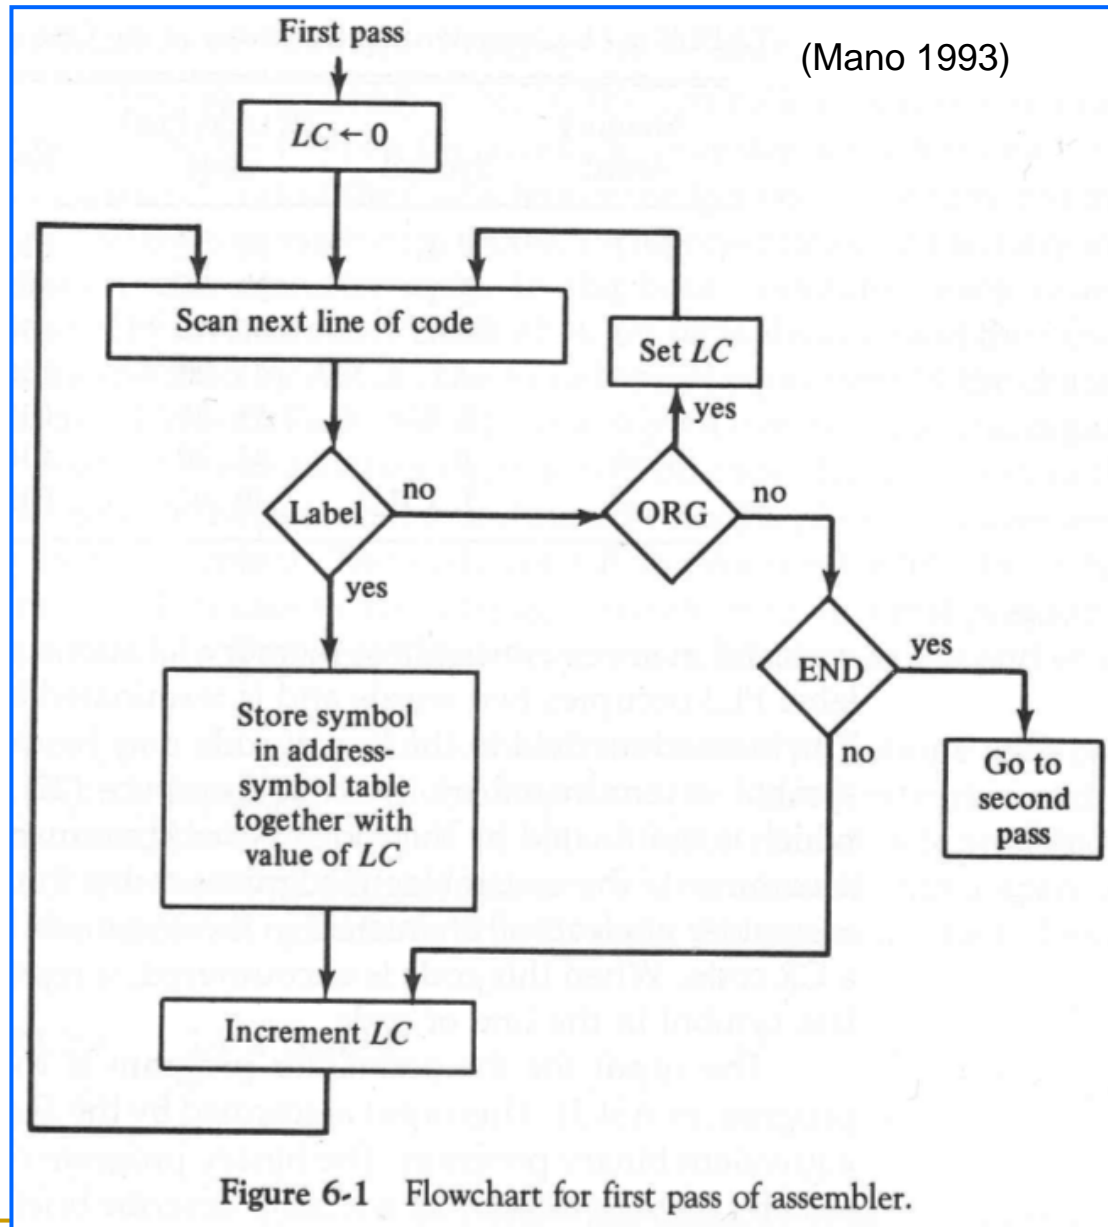 First pass
(Mano 1993)
LC ← 0
Scan next line of code
Set LC
yes
Label
no
ORG
no
yes
END
yes
no
Store symbol
in address-
symbol table
together with
value of LC
Go to
second
pass
Increment LC
Figure 6-1 Flowchart for first pass of assembler.